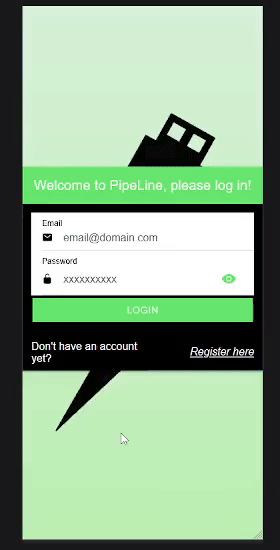 Welcome to PipeLine, please log in!
Email
email@domain.com
Password
xxxxxxxxxx
LOGIN
Don't have an account
yet?
Register here